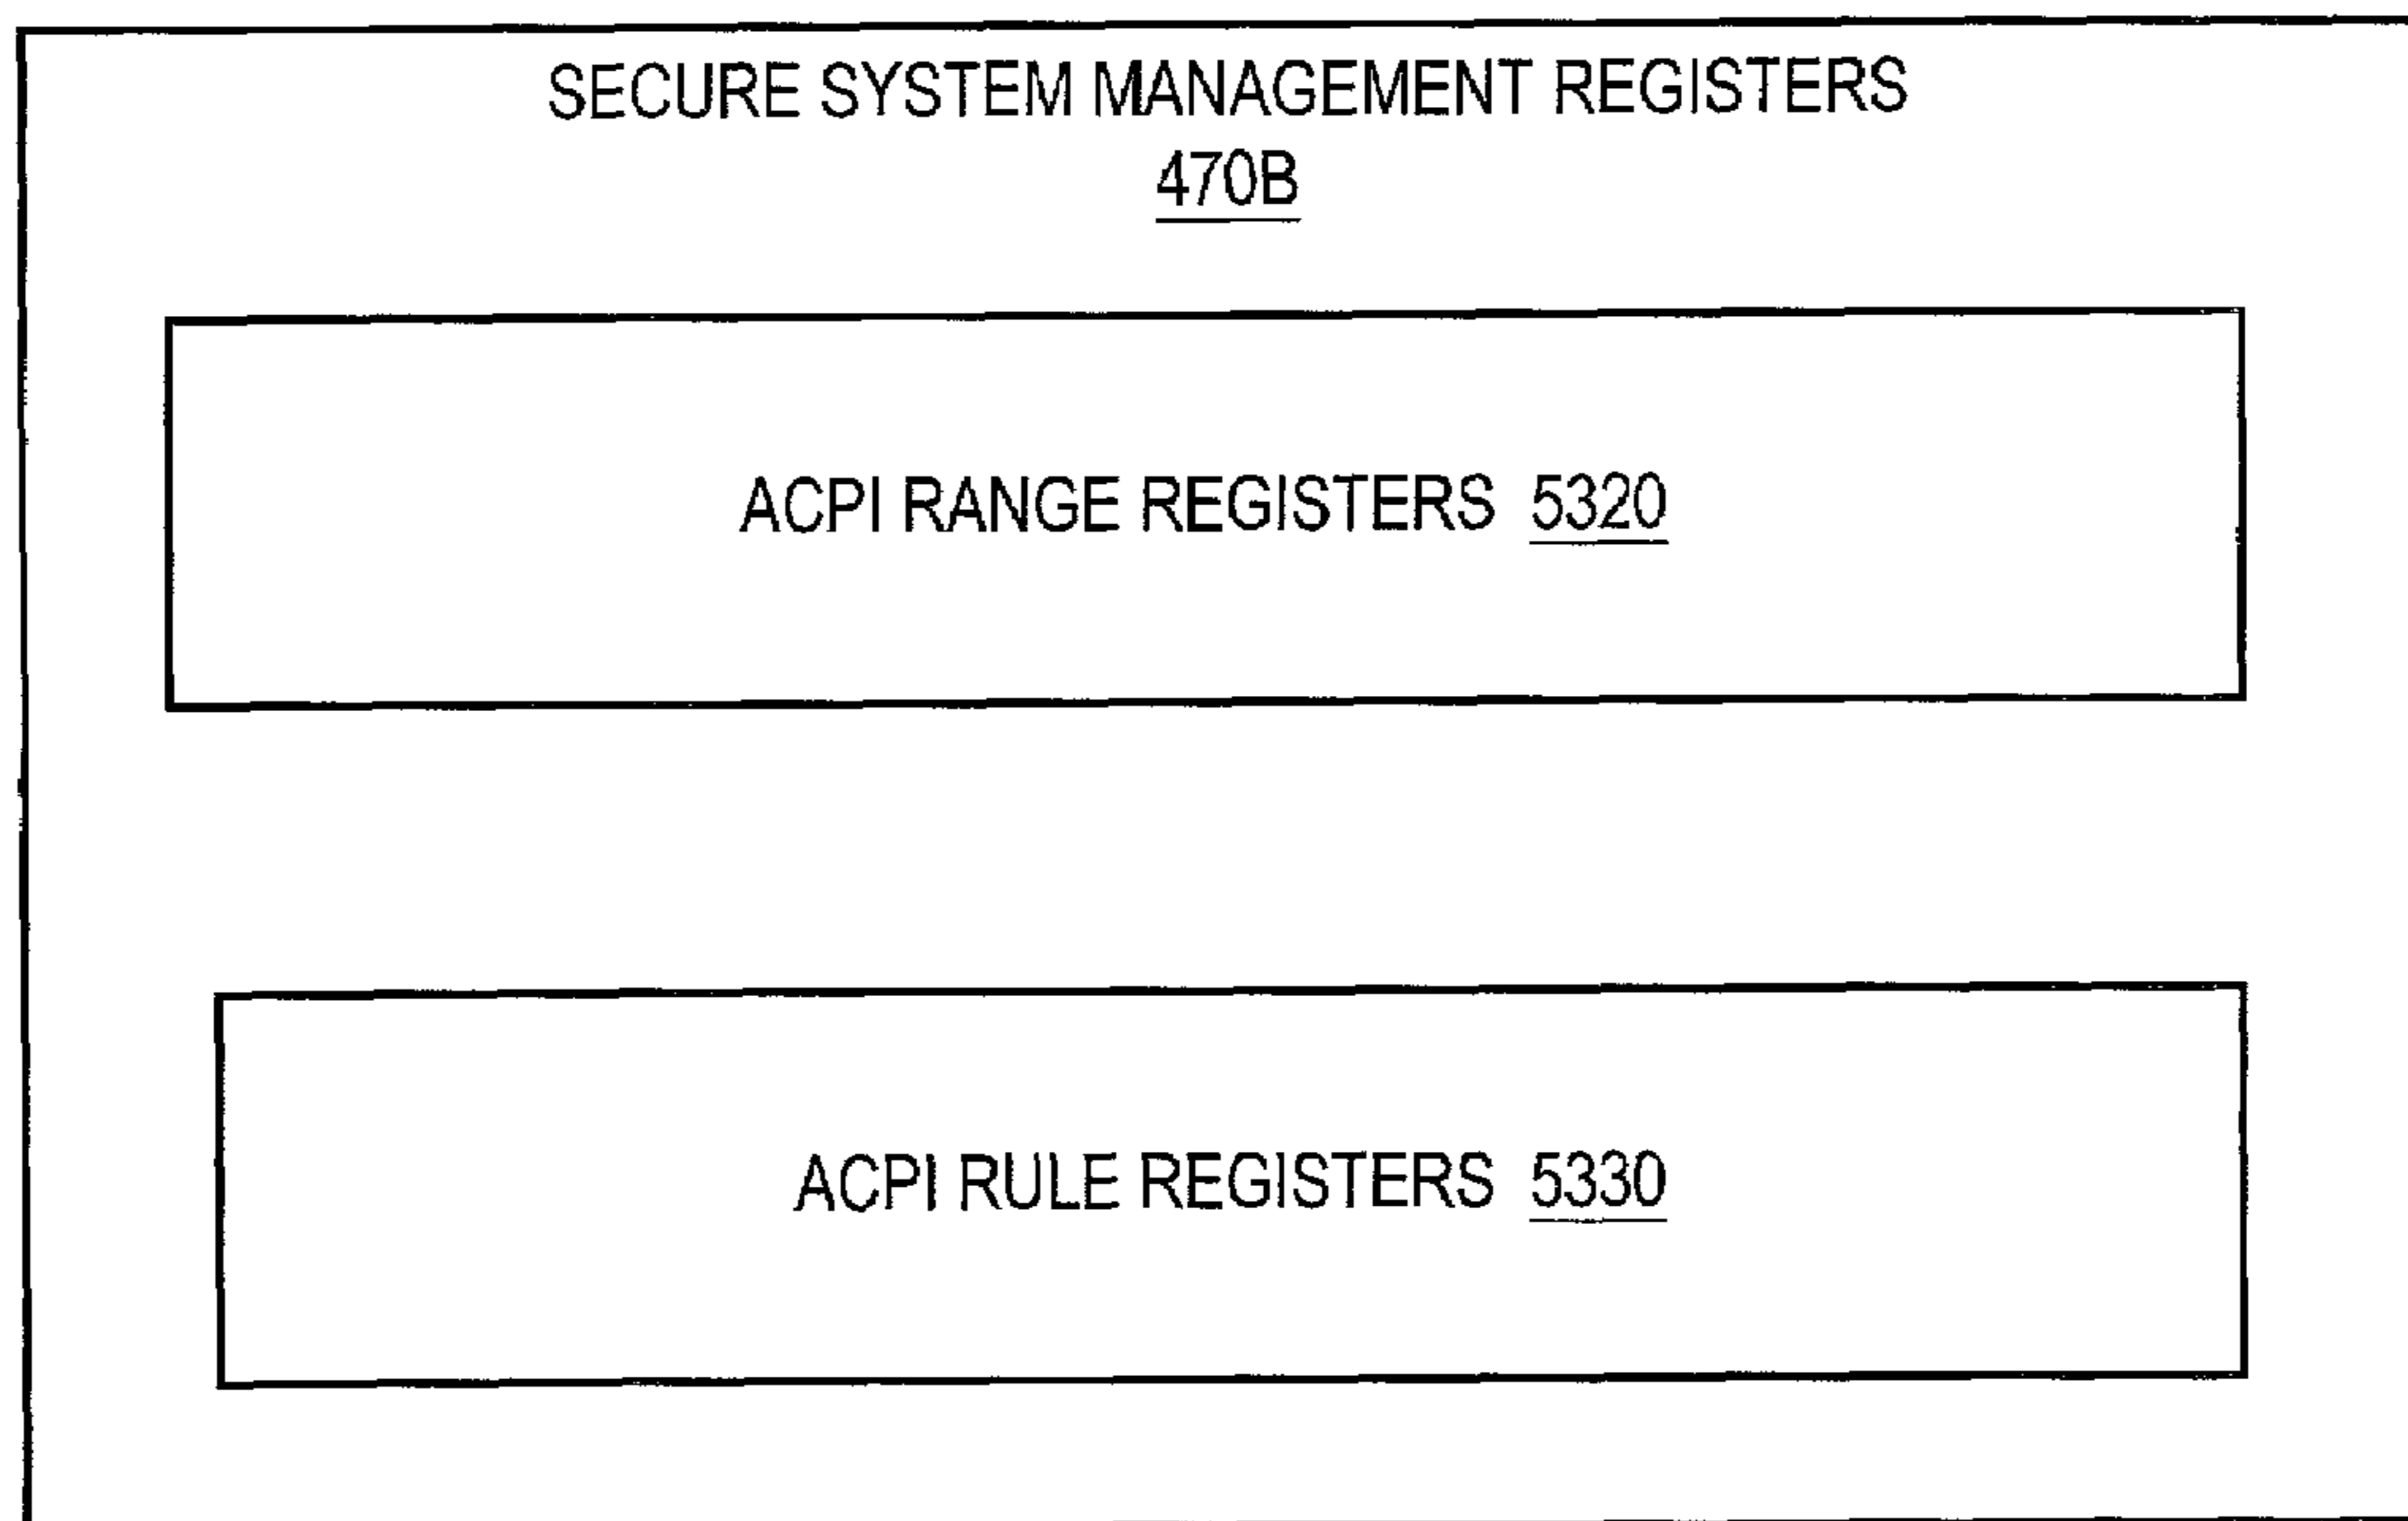 SECURE SYSTEM MANAGEMENT REGISTERS
470B
ACPI RANGE REGISTERS 5320
ACPI RULE REGISTERS 5330